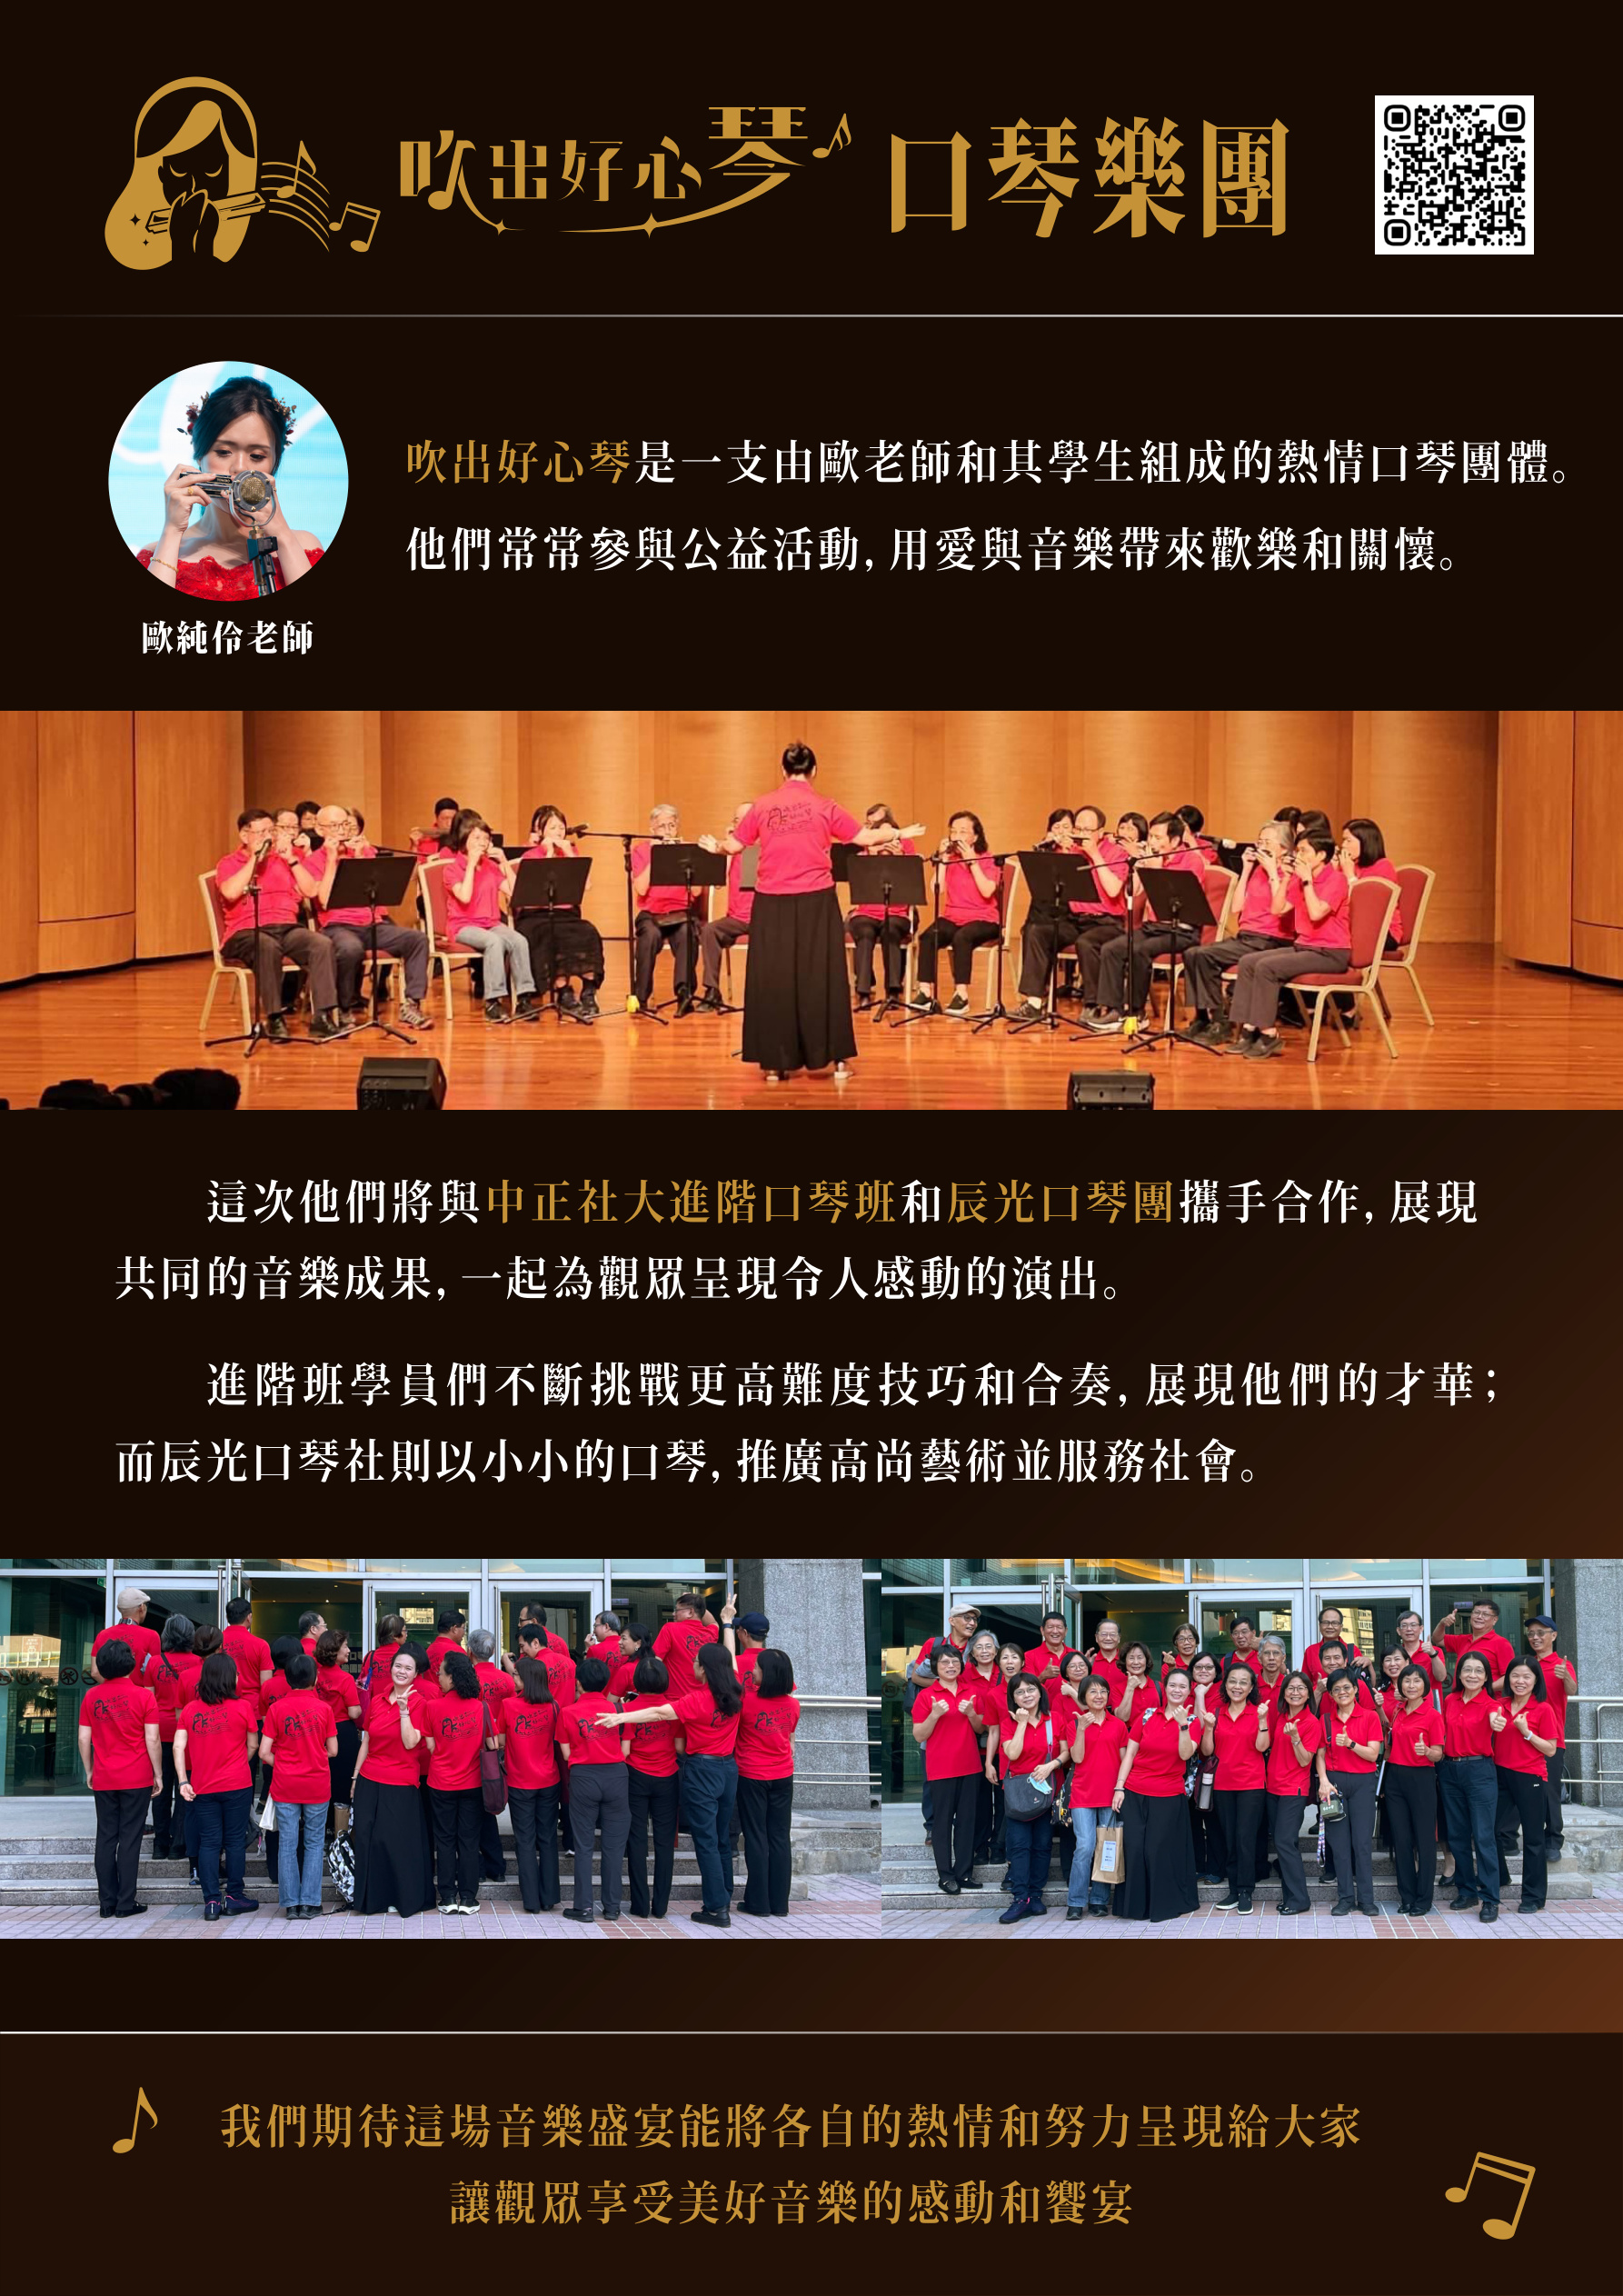 吹出好心琴 口琴樂團
吹出好心琴是一支由歐老師和其學生組成的熱情口琴團體。
他們常常參與公益活動,用愛與音樂帶來歡樂和關懷。
歐純伶老師
這次他們將與中正社大進階口琴班和辰光口琴團攜手合作,展現
共同的音樂成果,一起為觀眾呈現令人感動的演出。
進階班學員們不斷挑戰更高難度技巧和合奏,展現他們的才華;
而辰光口琴社則以小小的口琴,推廣高尚藝術並服務社會。
我們期待這場音樂盛宴能將各自的熱情和努力呈現給大家
讓觀眾享受美好音樂的感動和饗宴